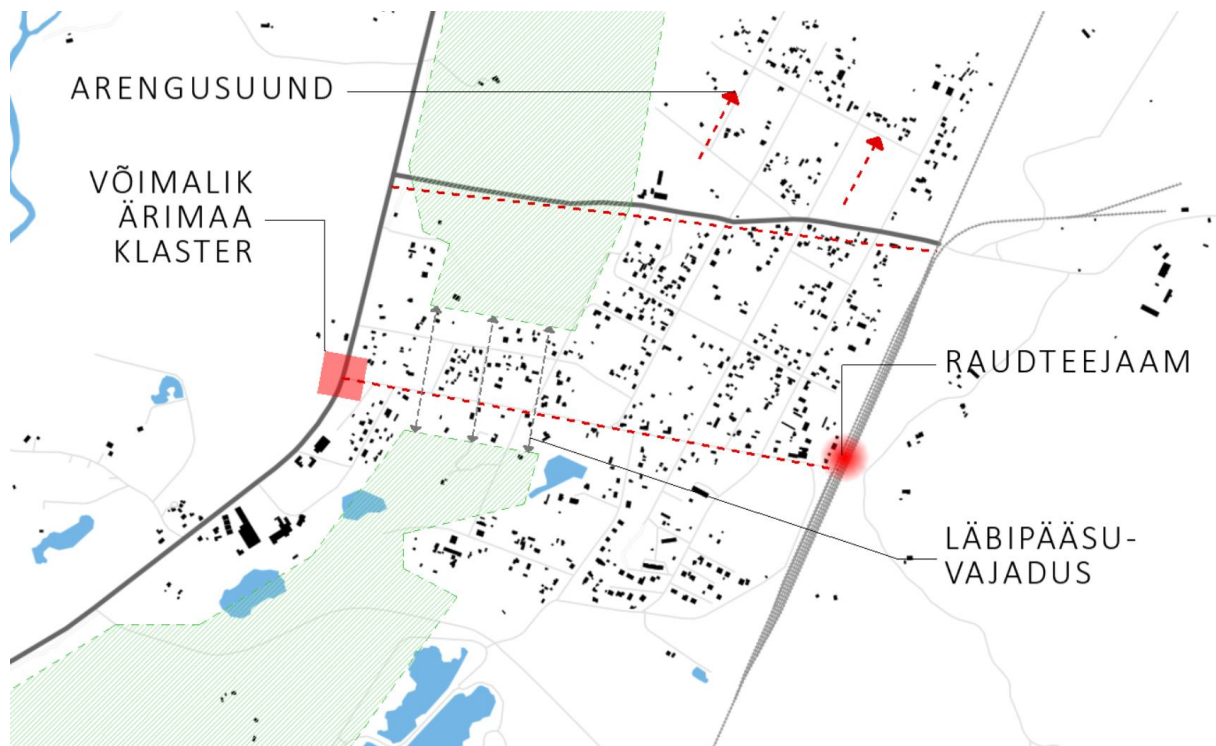 ARENGUSUUND
VÕIMALIK
ÄRIMAA
KLASTER
RAUDTEEJAAM
LÄBIPÄÄSU-
VAJADUS